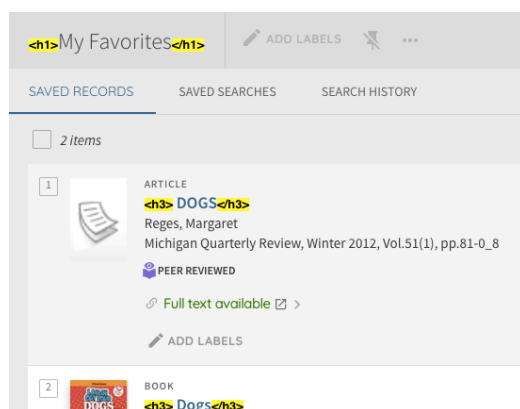 <h1>My Favorites</h1> ADD LABELS
SAVED RECORDS SAVED SEARCHES SEARCH HISTORY
2 items
1
ARTICLE
<h3> DOGS</h3>
Reges, Margaret
Michigan Quarterly Review, Winter 2012, Vol.51(1), pp.81-0_8
PEER REVIEWED
Full text available
ADD LABELS
2
BOOK
<h3> Dogs</h3>
DOGS